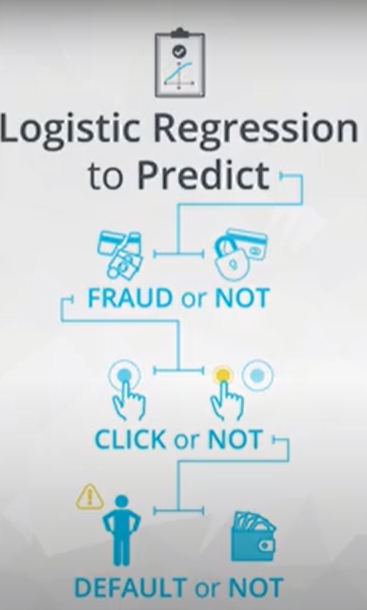 Logistic Regression
to Predict
FRAUD or NOT
CLICK or NOT
DEFAULT or NOT